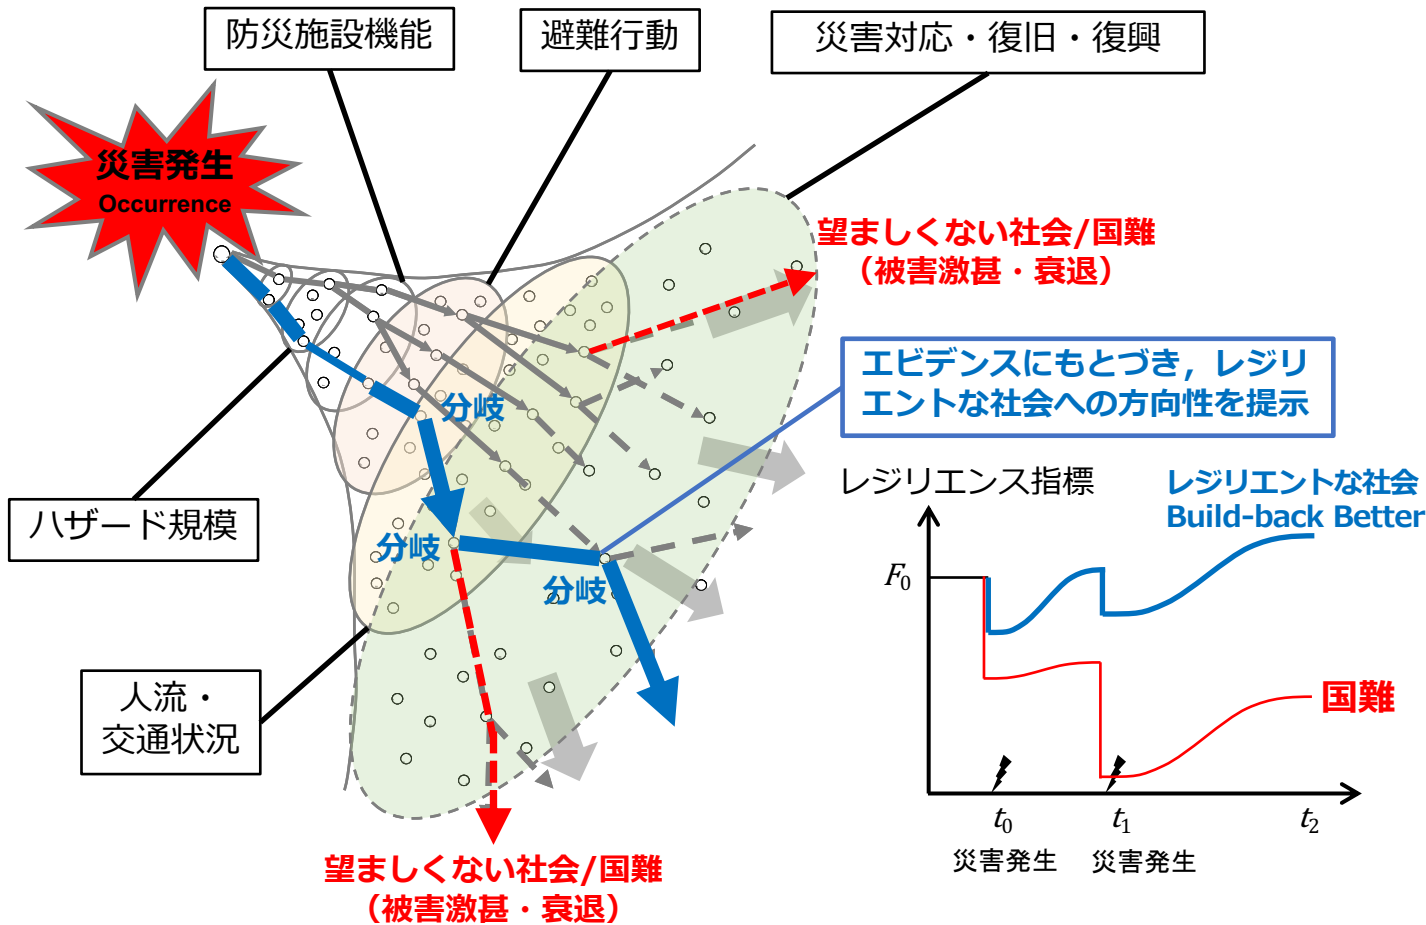 防災施設機能
避難行動
災害対応・復旧・復興
災害発生
Occurrence
望ましくない社会/国難
（被害激甚・衰退）
エビデンスにもとづき，レジリ
エントな社会への方向性を提示
分岐
ハザード規模
分岐
分岐
人流・
交通状況
望ましくない社会/国難
（被害激甚・衰退）
レジリエンス指標
レジリエントな社会
Build-back Better
F0
国難
t0
t1
t2
災害発生
災害発生